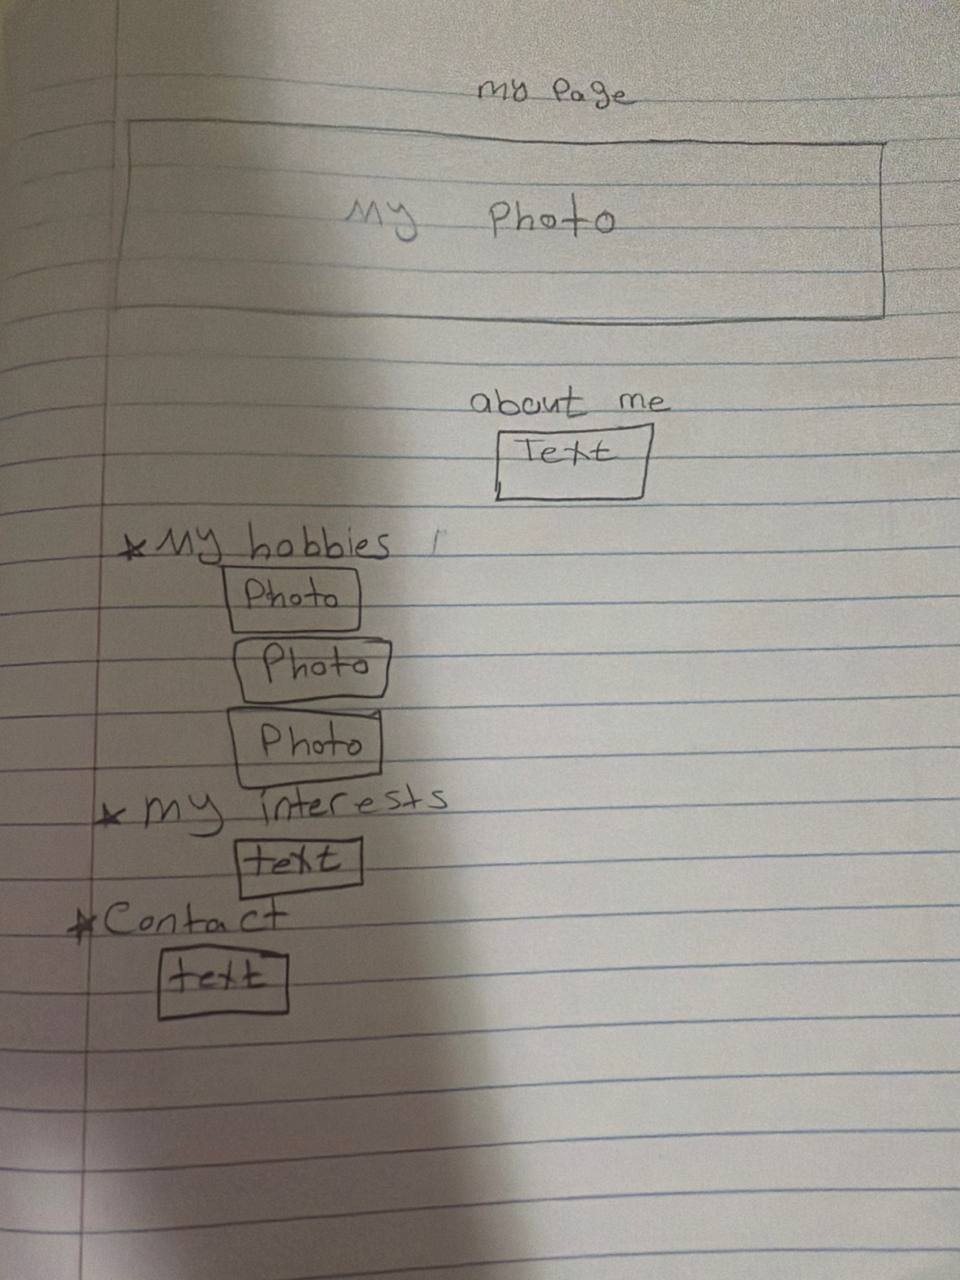 my Page
My Photo
about me
Text
* My hobbies
Photo
Photo
Photo
* My interests
text
* Contact
text